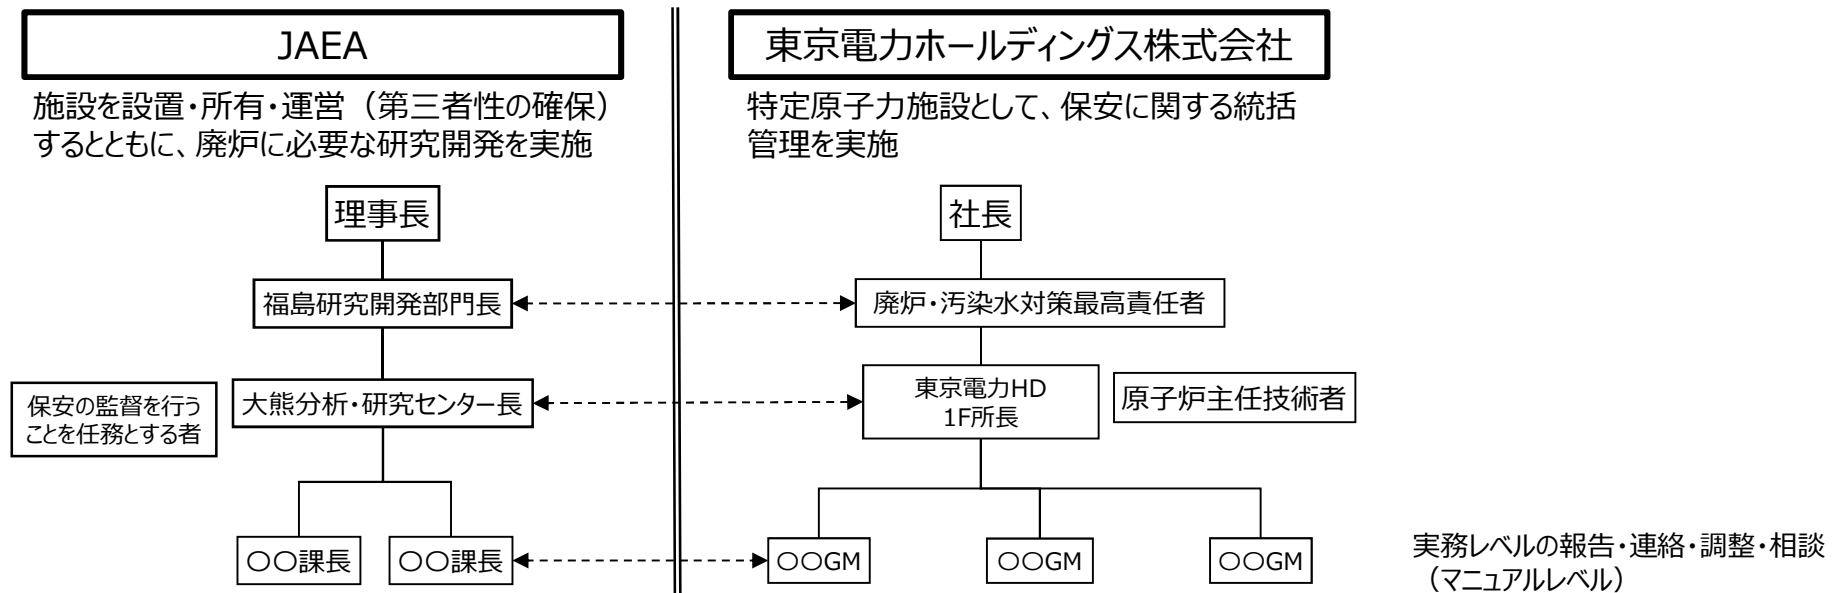 JAEA
施設を設置・所有・運営（第三者性の確保）
するとともに、廃炉に必要な研究開発を実施
理事長
福島研究開発部門長
保安の監督を行う
ことを任務とする者
大熊分析・研究センター長
〇〇課長
〇〇課長
東京電力ホールディングス株式会社
特定原子力施設として、保安に関する統括
管理を実施
社長
廃炉・汚染水対策最高責任者
東京電力HD
1F所長
原子炉主任技術者
〇〇GM
〇〇GM
〇〇GM
実務レベルの報告・連絡・調整・相談
（マニュアルレベル）